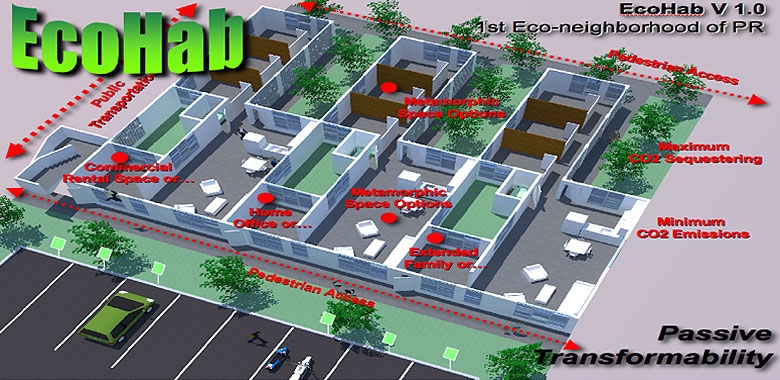 EcoHab
EcoHab V 1.0
1st Eco-neighborhood of PR
Pedestrian Access
Public
Transportation
Metamorphic
Space Options
Maximum
CO2 Sequestering
Commercial
Rental Space or...
Home
Office or...
Metamorphic
Space Options
Extended
Family or...
Minimum
CO2 Emissions
Pedestrian Access
Passive
Transformability